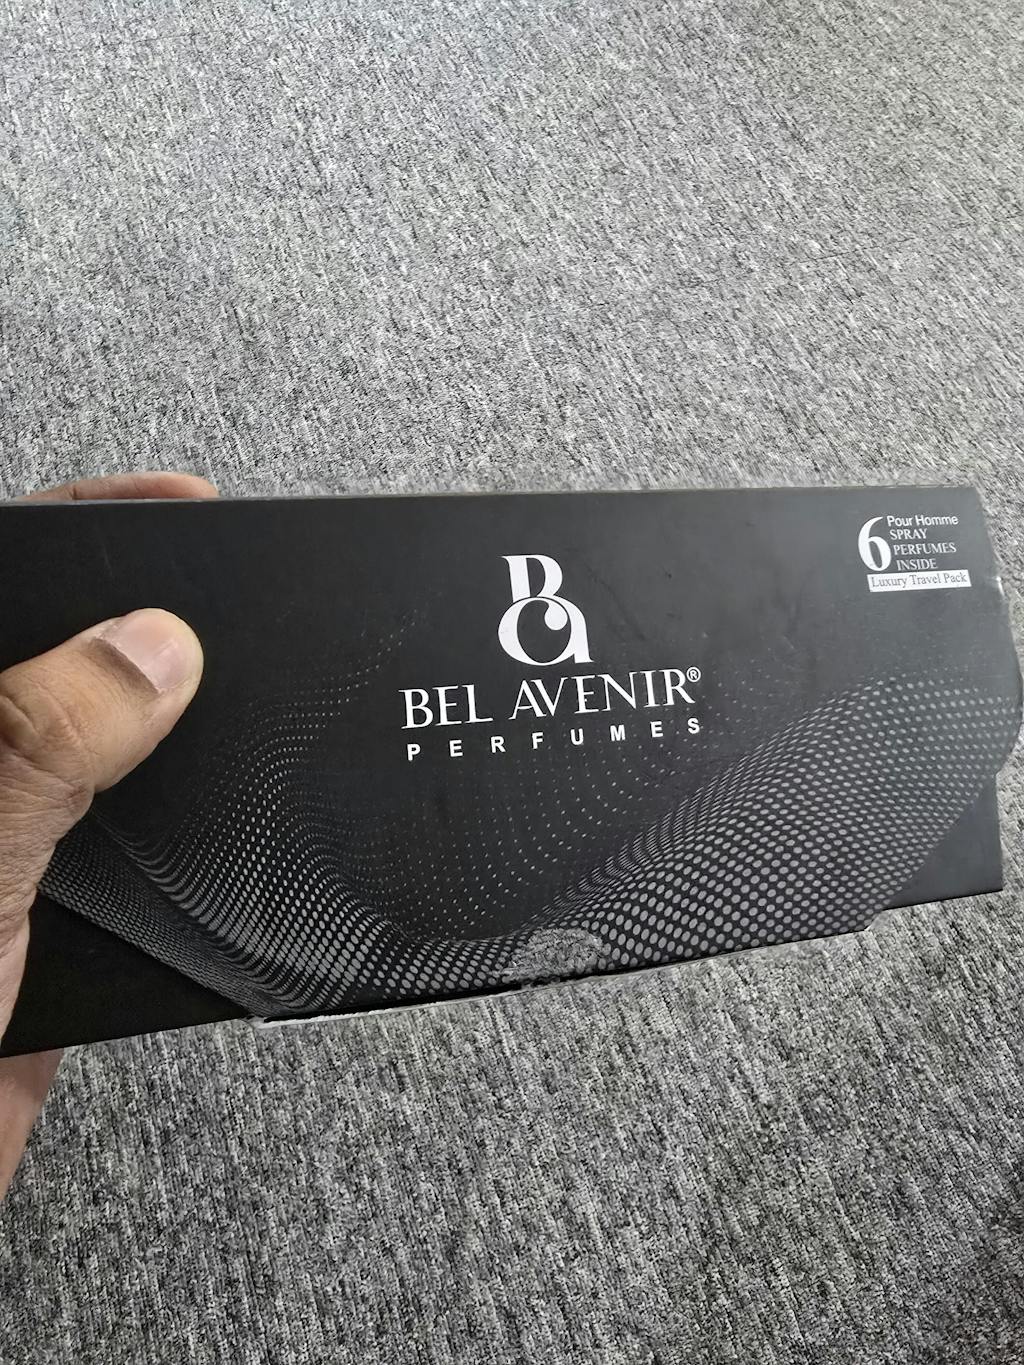 6 Pour Homme
SPRAY
PERFUMES
INSIDE
Luxury Travel Pack
Ba
BEL AVENIR®
PERFUMES